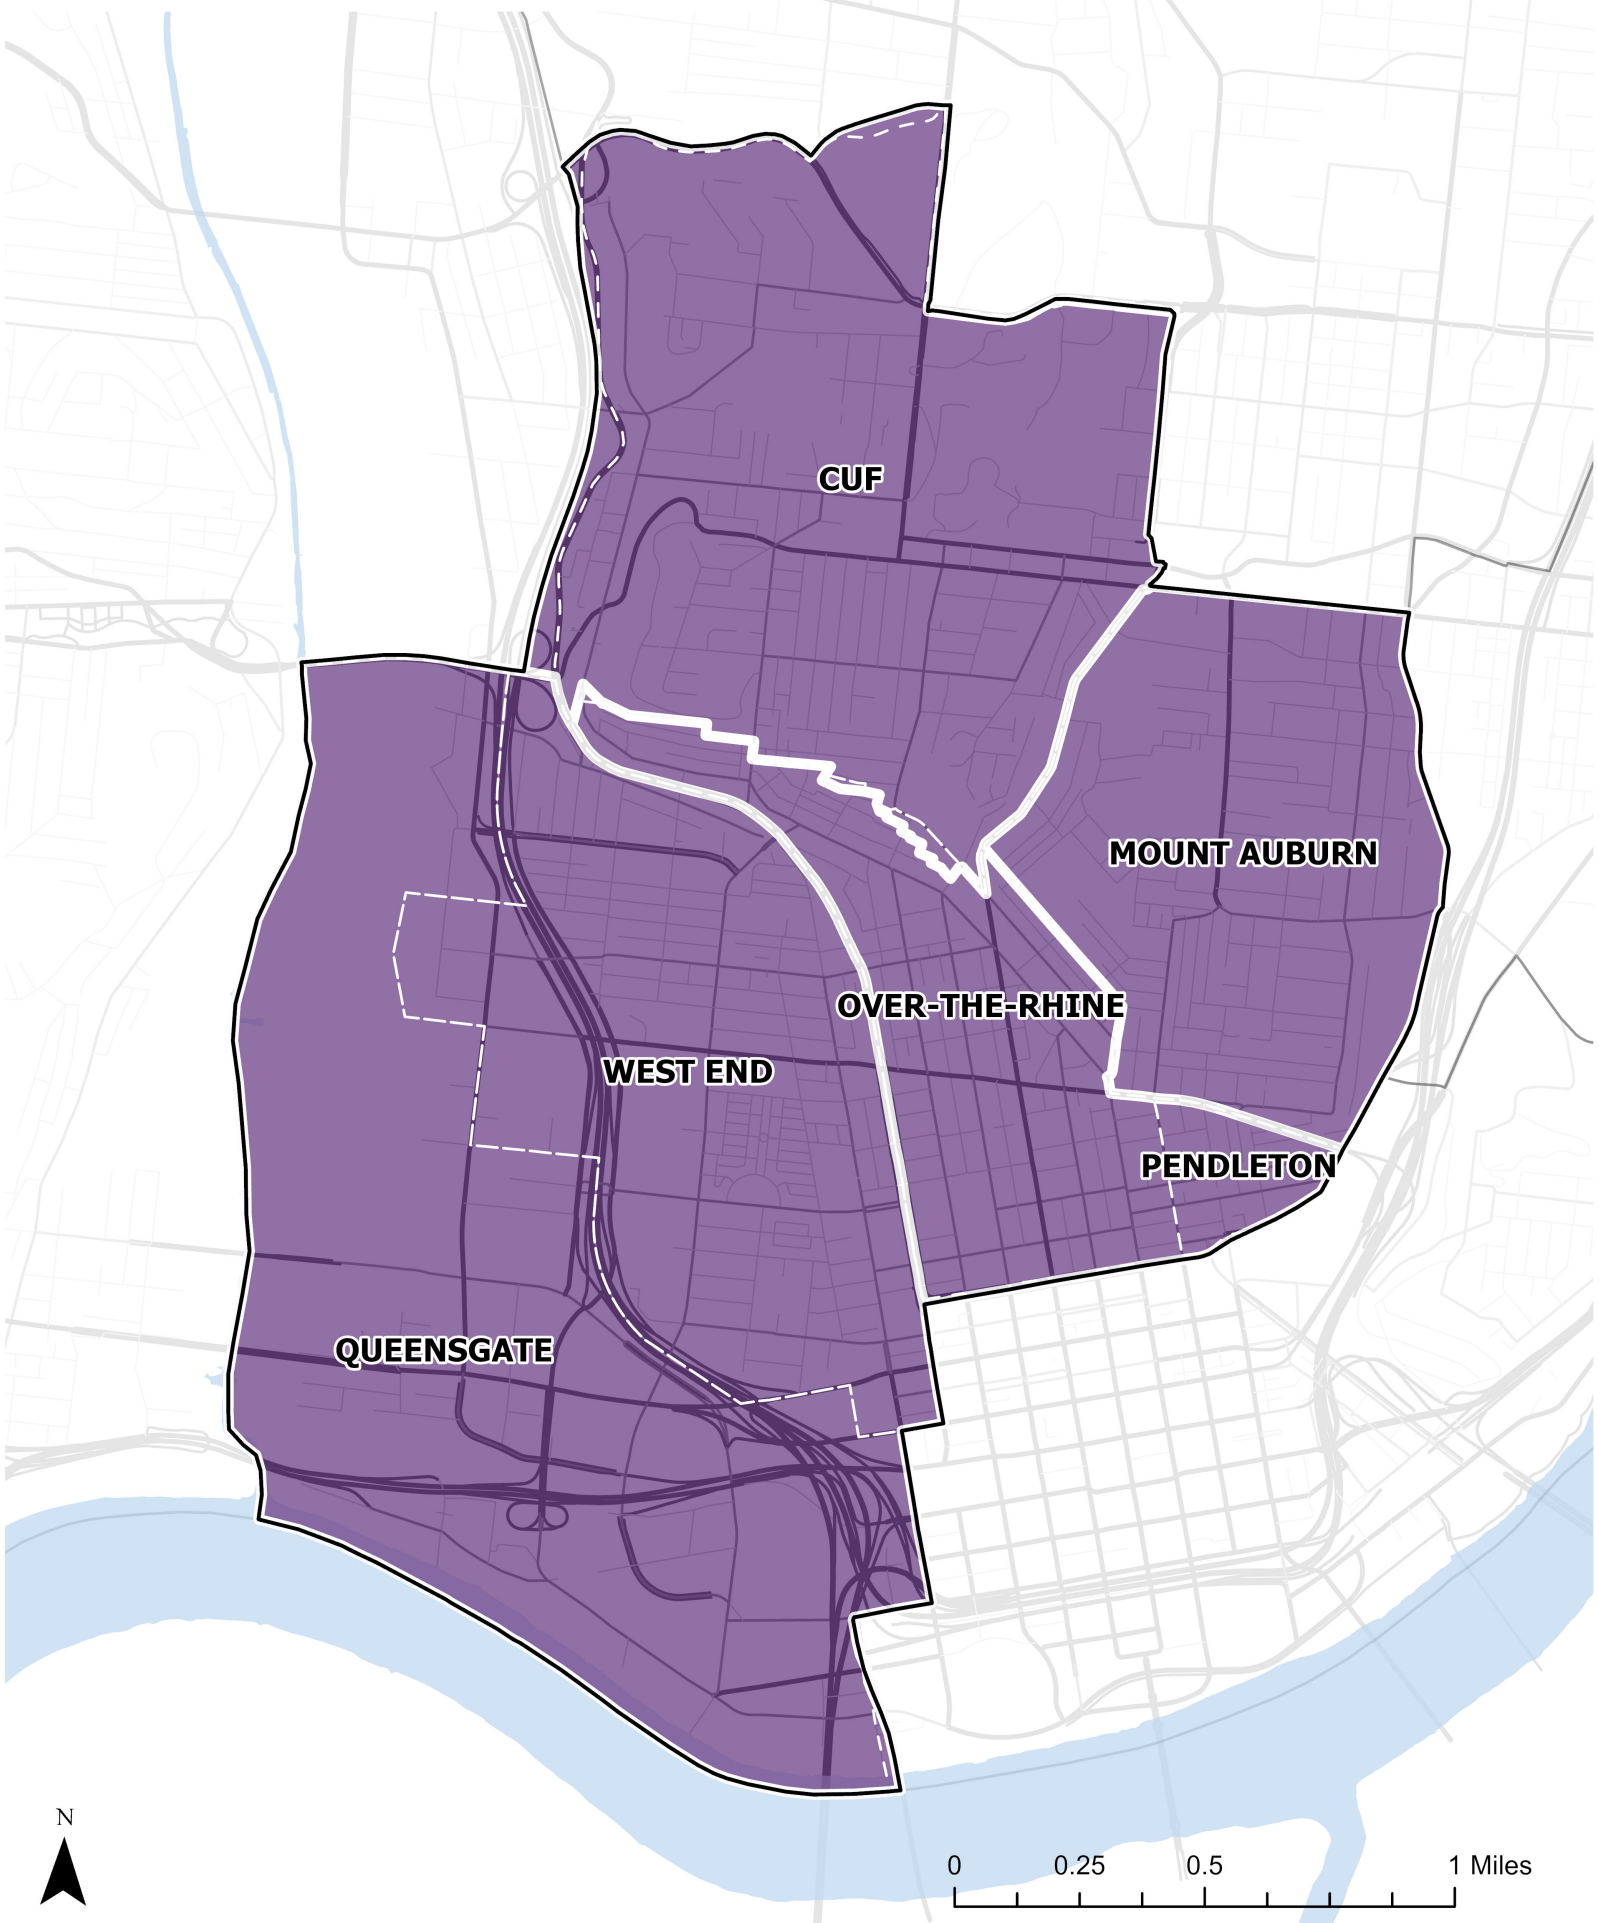 CUF
MOUNT AUBURN
OVER-THE-RHINE
WEST END
PENDLETON
QUEENSGATE
N
0 0.25 0.5 1 Miles